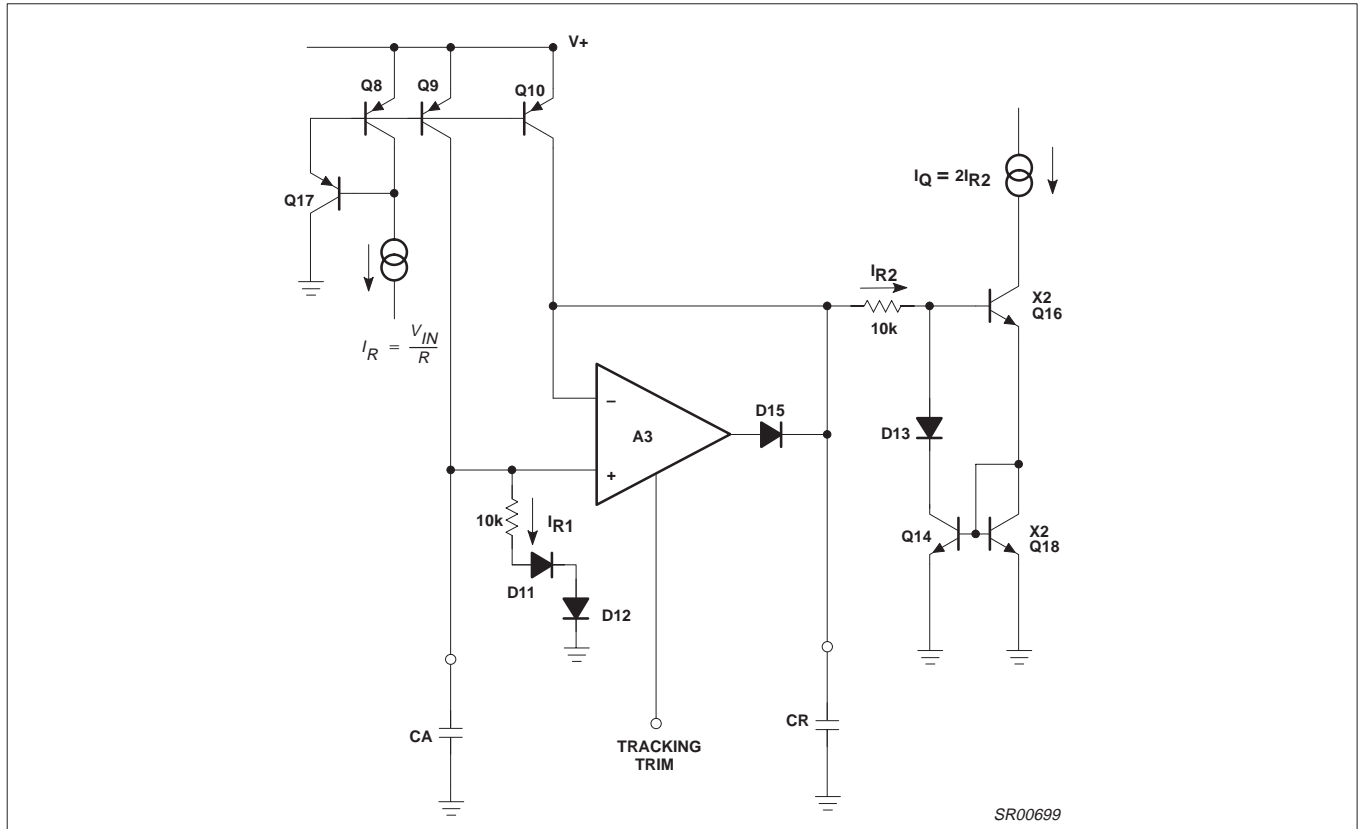 V+
Q8
Q9
Q10
Q17
I_Q = 2I_R2
I_R2
X2
Q16
10k
I_R = V_IN / R
–
D15
A3
D13
+
10k
I_R1
Q14
X2
Q18
D11
D12
CA
TRACKING
TRIM
CR
SR00699